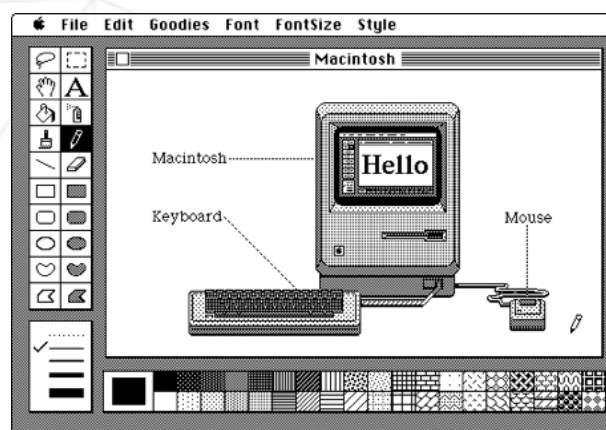 File Edit Goodies Font FontSize Style
Macintosh
A
Hello
Macintosh
Keyboard
Mouse